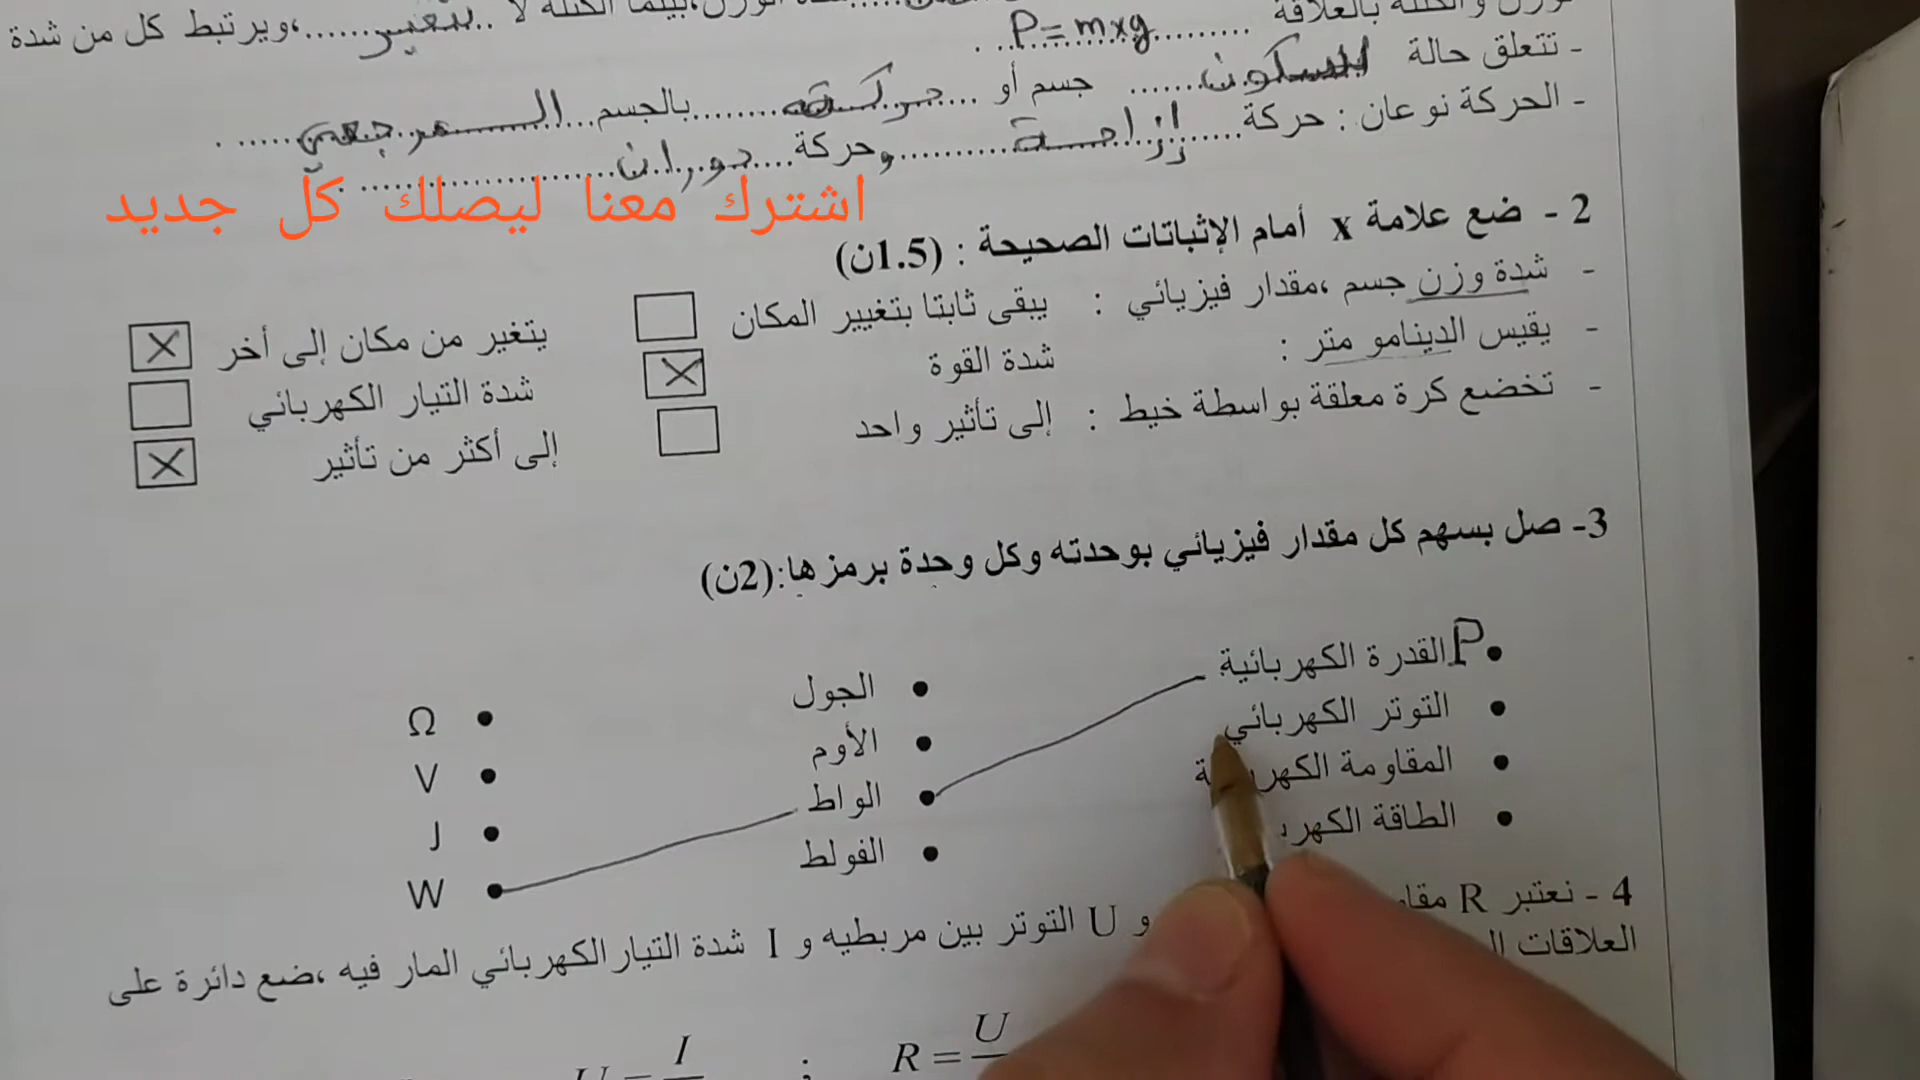 الوزن والكتلة بالعلاقة P=m×g .
بينما الكتلة لا يتغير، ويرتبط كل من شدة
- تتعلق حالة السكون جسم أو حركته بالجسم المرجعي .
- الحركة نوعان : حركة إزاحة وحركة دوران .
اشترك معنا ليصلك كلّ جديد
2 - ضع علامة x أمام الإثباتات الصحيحة : (1.5ن)
- شدة وزن جسم ،مقدار فيزيائي : يبقى ثابتا بتغيير المكان يتغير من مكان إلى أخر X
- يقيس الدينامو متر : شدة القوة X شدة التيار الكهربائي
- تخضع كرة معلقة بواسطة خيط : إلى تأثير واحد إلى أكثر من تأثير X
3- صل بسهم كل مقدار فيزيائي بوحدته وكل وحدة برمزها:(2ن)
• P القدرة الكهربائية • الجول • Ω
• التوتر الكهربائي • الأوم • V
• المقاومة الكهربائية • الواط • J
• الطاقة الكهر • الفولط • W
4 - نعتبر R و U التوتر بين مربطيه و I شدة التيار الكهربائي المار فيه ،ضع دائرة على
العلاقات
R = U ; U = I